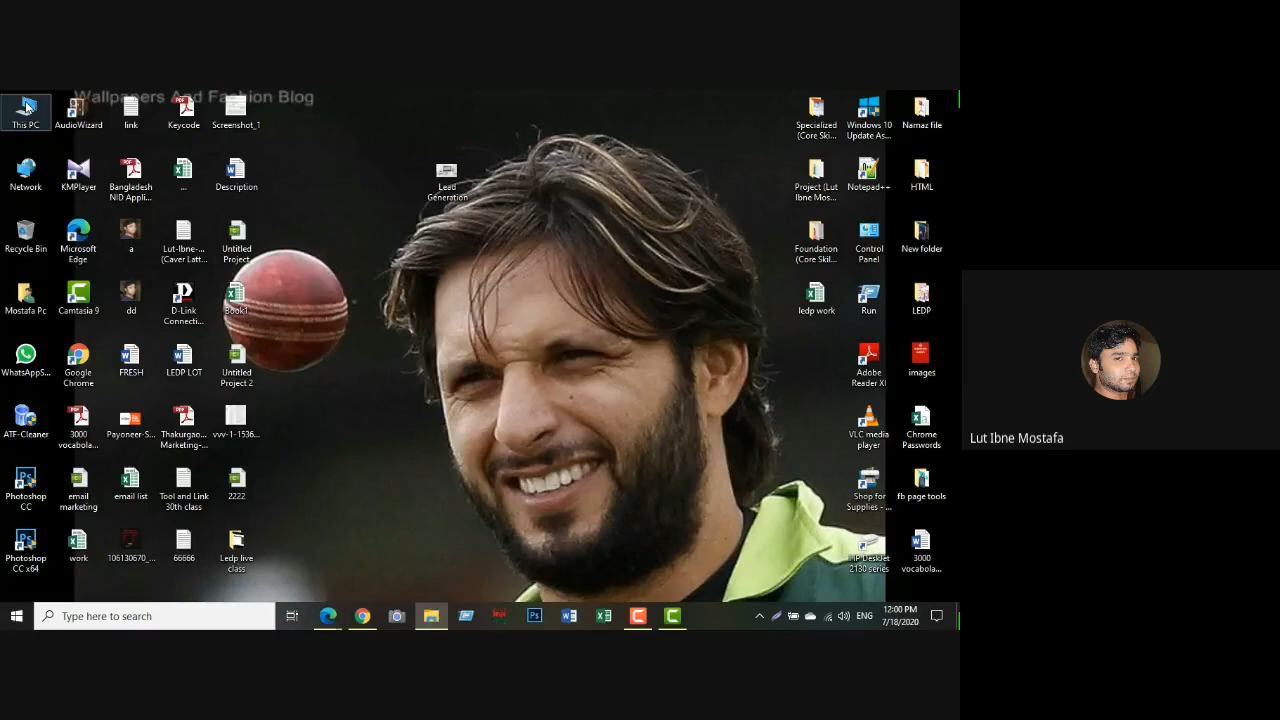 Wallpapers And Fashion Blog
This PC
AudioWizard
link
Keycode
Screenshot_1
Network
KMPlayer
Bangladesh
NID Appli...
...
Description
Recycle Bin
Microsoft
Edge
a
Lut-Ibne-...
(Caver Latt...
Untitled
Project
Mostafa Pc
Camtasia 9
dd
D-Link
Connecti...
Book1
WhatsAppS...
Google
Chrome
FRESH
LEDP LOT
Untitled
Project 2
ATF-Cleaner
3000
vocabola...
Payoneer-S...
Thakurgao...
Marketing-...
vvv-1-1536...
Photoshop
CC
email
marketing
email list
Tool and Link
30th class
2222
Photoshop
CC x64
work
106130670_...
66666
Ledp live
class
Lead
Generation
Specialized
(Core Ski...
Windows 10
Update As...
Namaz file
Project (Lut
Ibne Mos...
Notepad++
HTML
Foundation
(Core Skil...
Control
Panel
New folder
ledp work
Run
LEDP
Adobe
Reader XI
images
VLC media
player
Chrome
Passwords
Shop for
Supplies - ...
fb page tools
HP Deskjet
2130 series
3000
vocabola...
Type here to search
ENG
12:00 PM
7/18/2020
Lut Ibne Mostafa